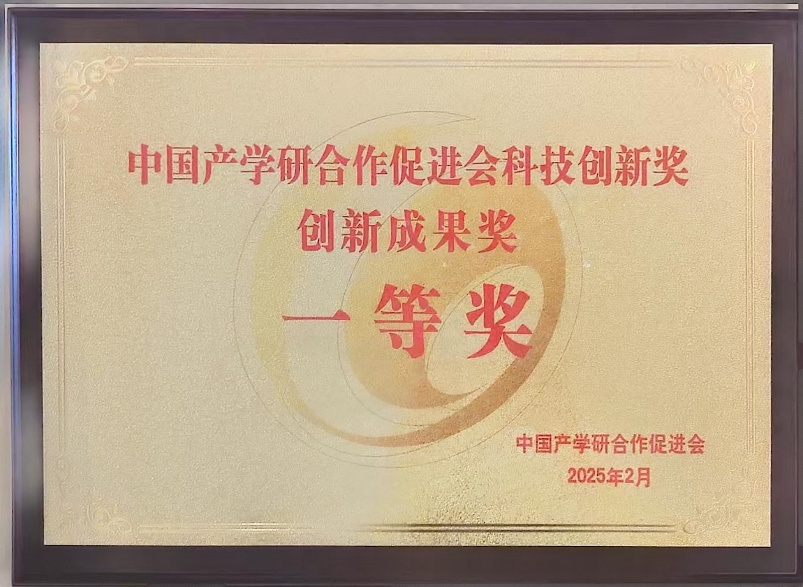 中国产学研合作促进会科技创新奖
创新成果奖
一等奖
中国产学研合作促进会
2025年2月